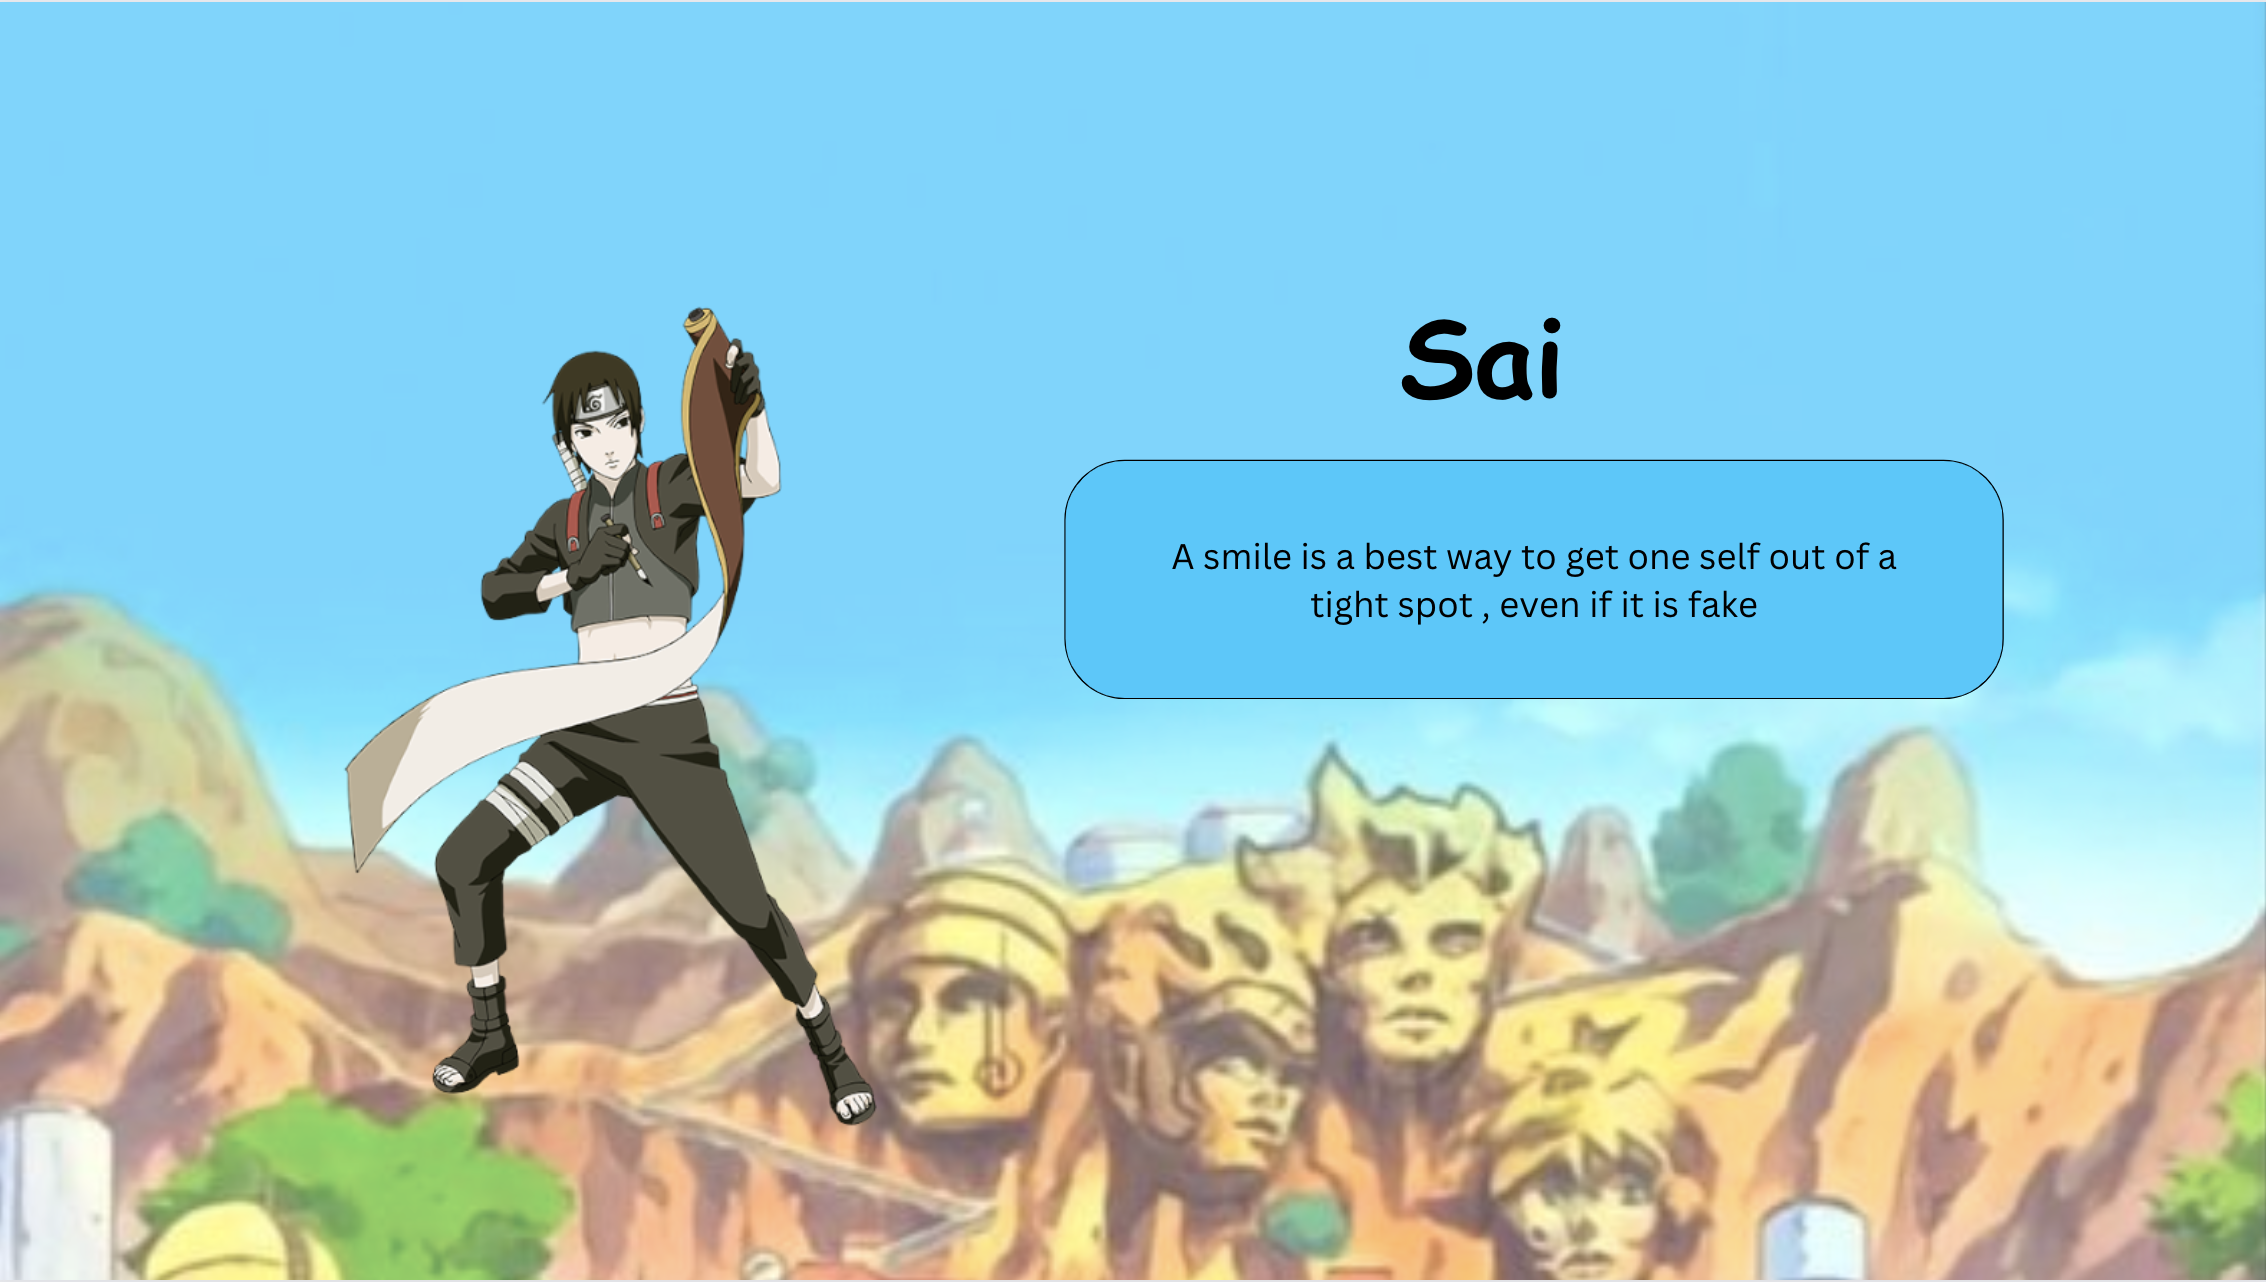 Sai
A smile is a best way to get one self out of a
tight spot , even if it is fake